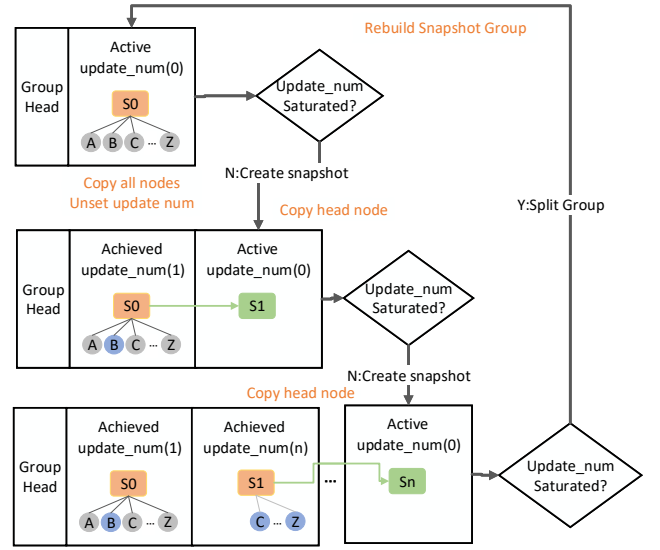 Rebuild Snapshot Group
Group
Head
Active
update_num(0)
S0
A B C ... Z
Update_num
Saturated?
N:Create snapshot
Copy all nodes
Unset update num
Copy head node
Y:Split Group
Group
Head
Achieved
update_num(1)
S0
A B C ... Z
Active
update_num(0)
S1
Update_num
Saturated?
N:Create snapshot
Copy head node
Group
Head
Achieved
update_num(1)
S0
A B C ... Z
Achieved
update_num(n)
S1
C ... Z
...
Active
update_num(0)
Sn
Update_num
Saturated?